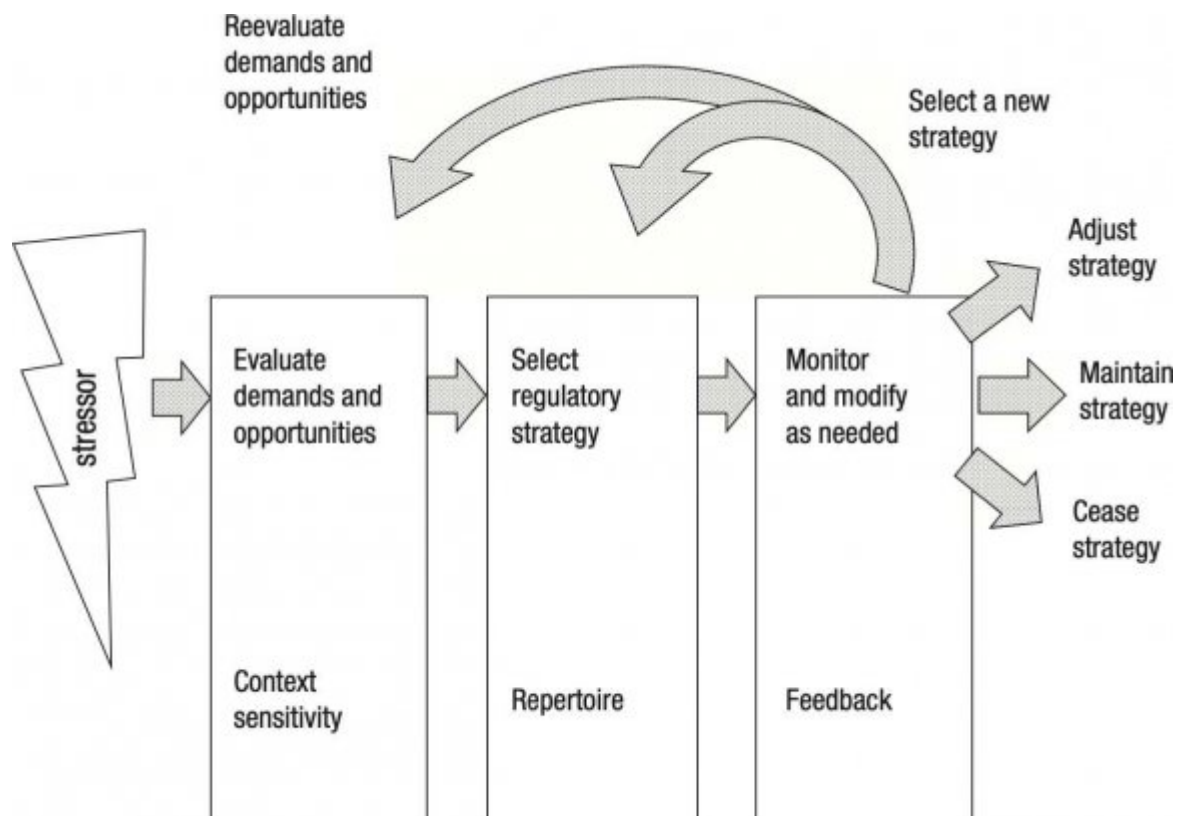 Reevaluate
demands and
opportunities
Select a new
strategy
Adjust
strategy
stressor
Evaluate
demands and
opportunities
Select
regulatory
strategy
Monitor
and modify
as needed
Maintain
strategy
Cease
strategy
Context
sensitivity
Repertoire
Feedback